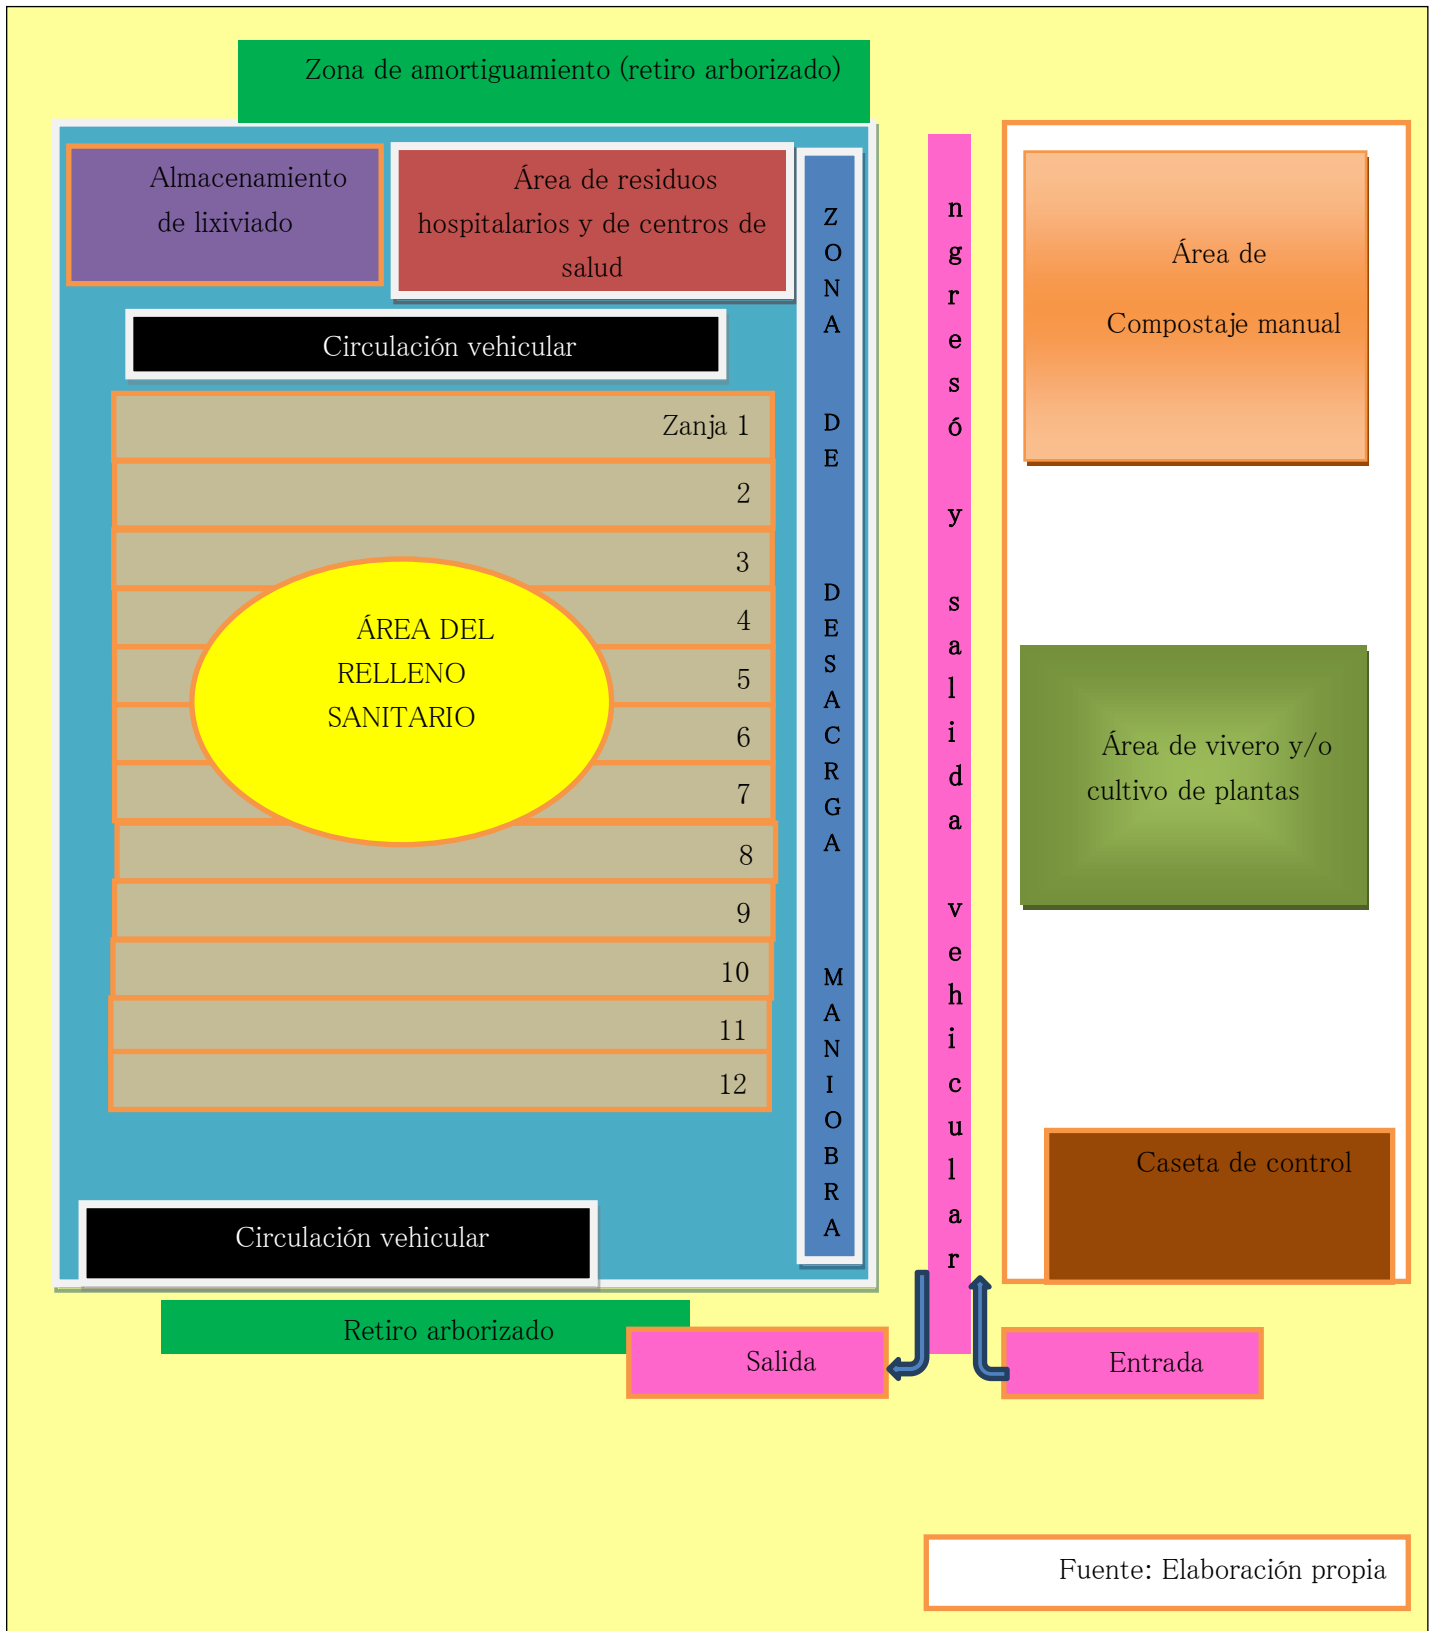 Zona de amortiguamiento (retiro arborizado)
Almacenamiento
de lixiviado
Área de residuos
hospitalarios y de centros de
salud
Circulación vehicular
Zanja 1
2
3
4
5
6
7
8
9
10
11
12
ÁREA DEL
RELLENO
SANITARIO
Circulación vehicular
ZONA DE DESACRGA MANIOBRA
ngresó y salida vehicular
Área de
Compostaje manual
Área de vivero y/o
cultivo de plantas
Caseta de control
Retiro arborizado
Salida
Entrada
Fuente: Elaboración propia